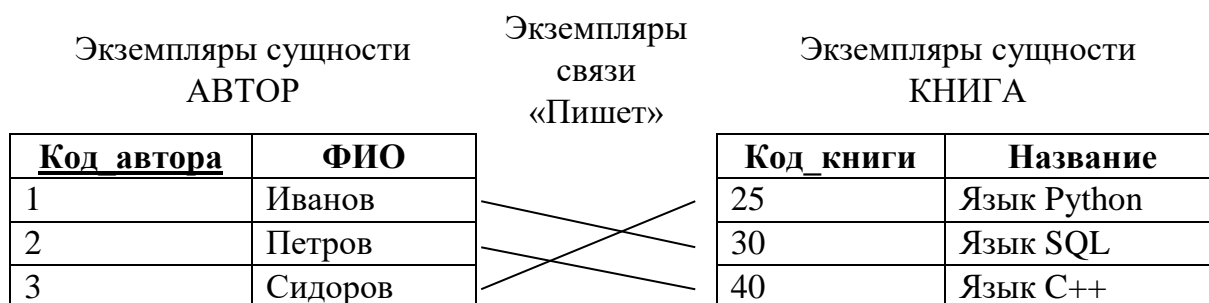 Экземпляры сущности
АВТОР
Экземпляры
связи
«Пишет»
Экземпляры сущности
КНИГА
Код_автора ФИО
1 Иванов
2 Петров
3 Сидоров
Код_книги Название
25 Язык Python
30 Язык SQL
40 Язык C++